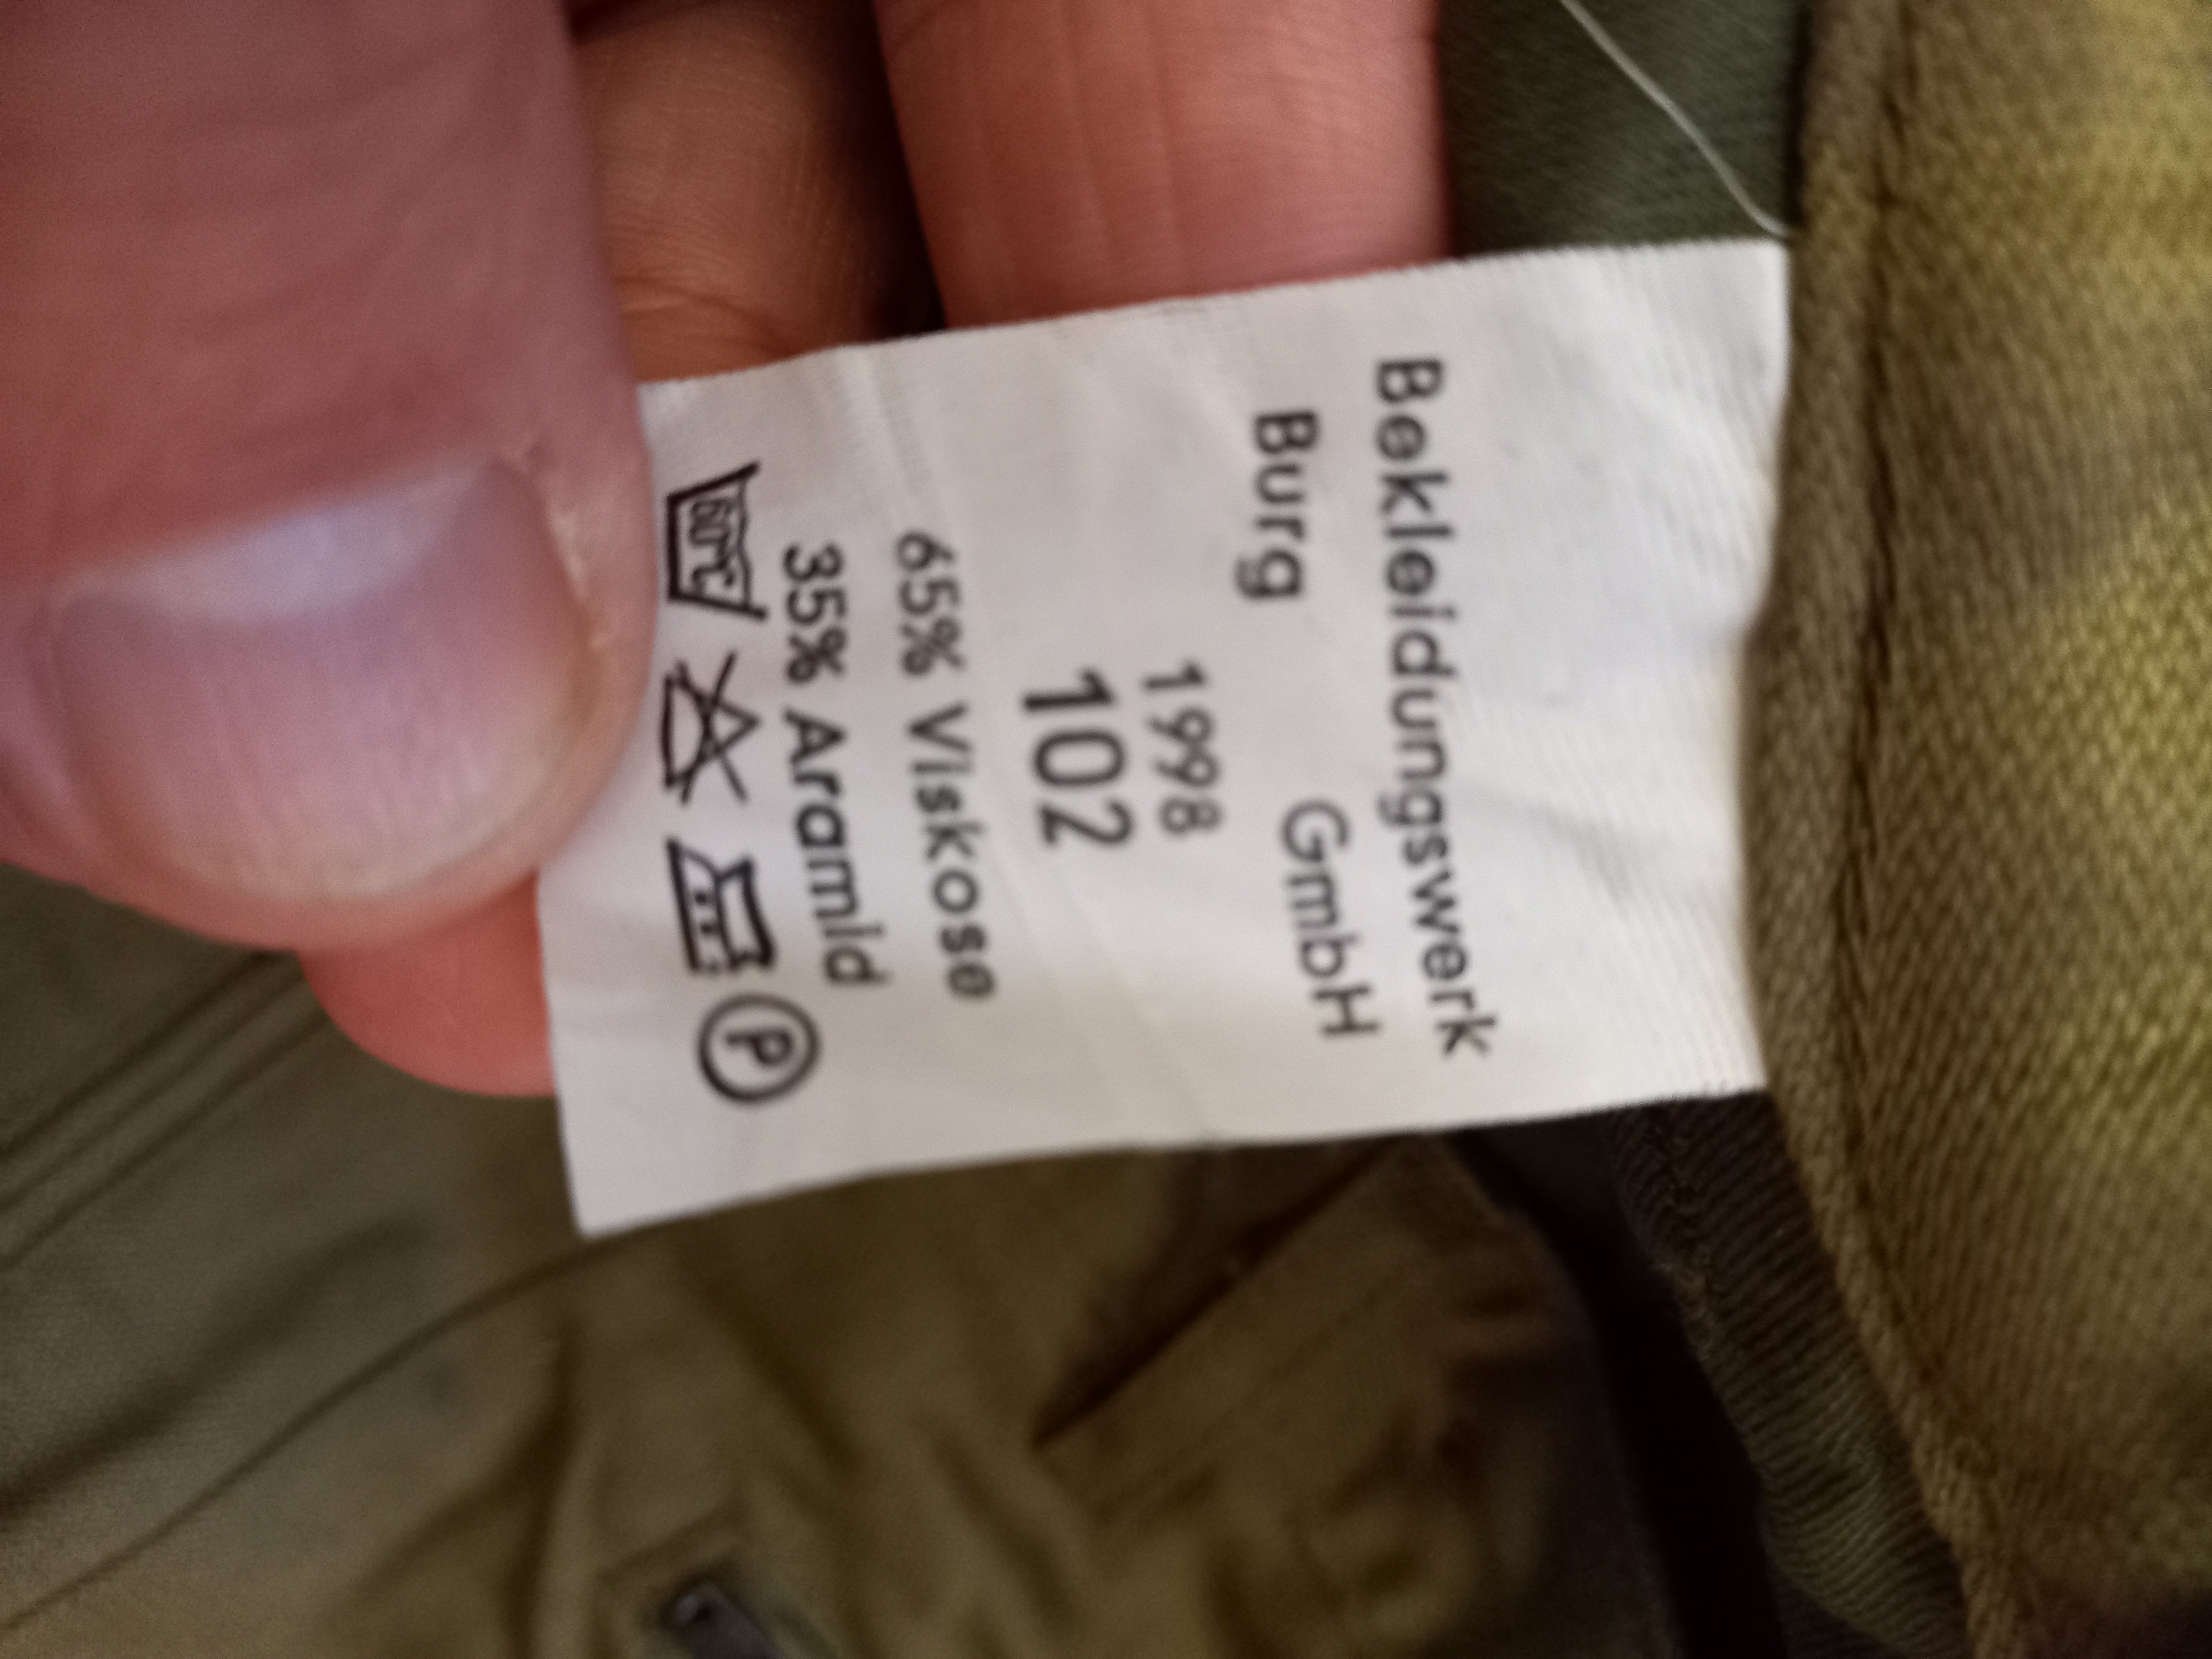 Bekleidungswerk
Burg GmbH
1998
102
65% Viskose
35% Aramid
60°C P